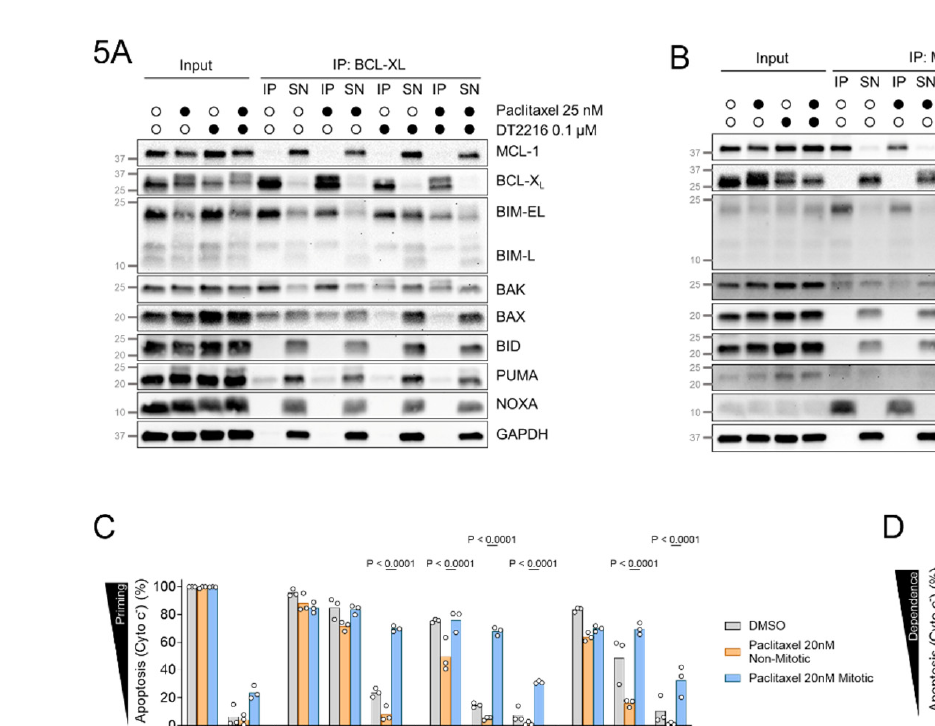 5A
Input
IP: BCL-XL
IP SN IP SN IP SN IP SN
Paclitaxel 25 nM
DT2216 0.1 µM
37
MCL-1
37
25
BCL-XL
25
BIM-EL
BIM-L
10
25
BAK
20
BAX
25
20
BID
25
20
PUMA
10
NOXA
37
GAPDH
B
Input
IP: M
IP SN IP SN
37
37
25
25
10
25
20
25
20
25
20
10
37
C
P < 0.0001
P < 0.0001
P < 0.0001
P < 0.0001
P < 0.0001
P < 0.0001
Priming
Apoptosis (Cyto c-) (%)
100
80
60
40
20
0
DMSO
Paclitaxel 20nM
Non-Mitotic
Paclitaxel 20nM Mitotic
D
Dependence
Apoptosis (Cyto c-) (%)